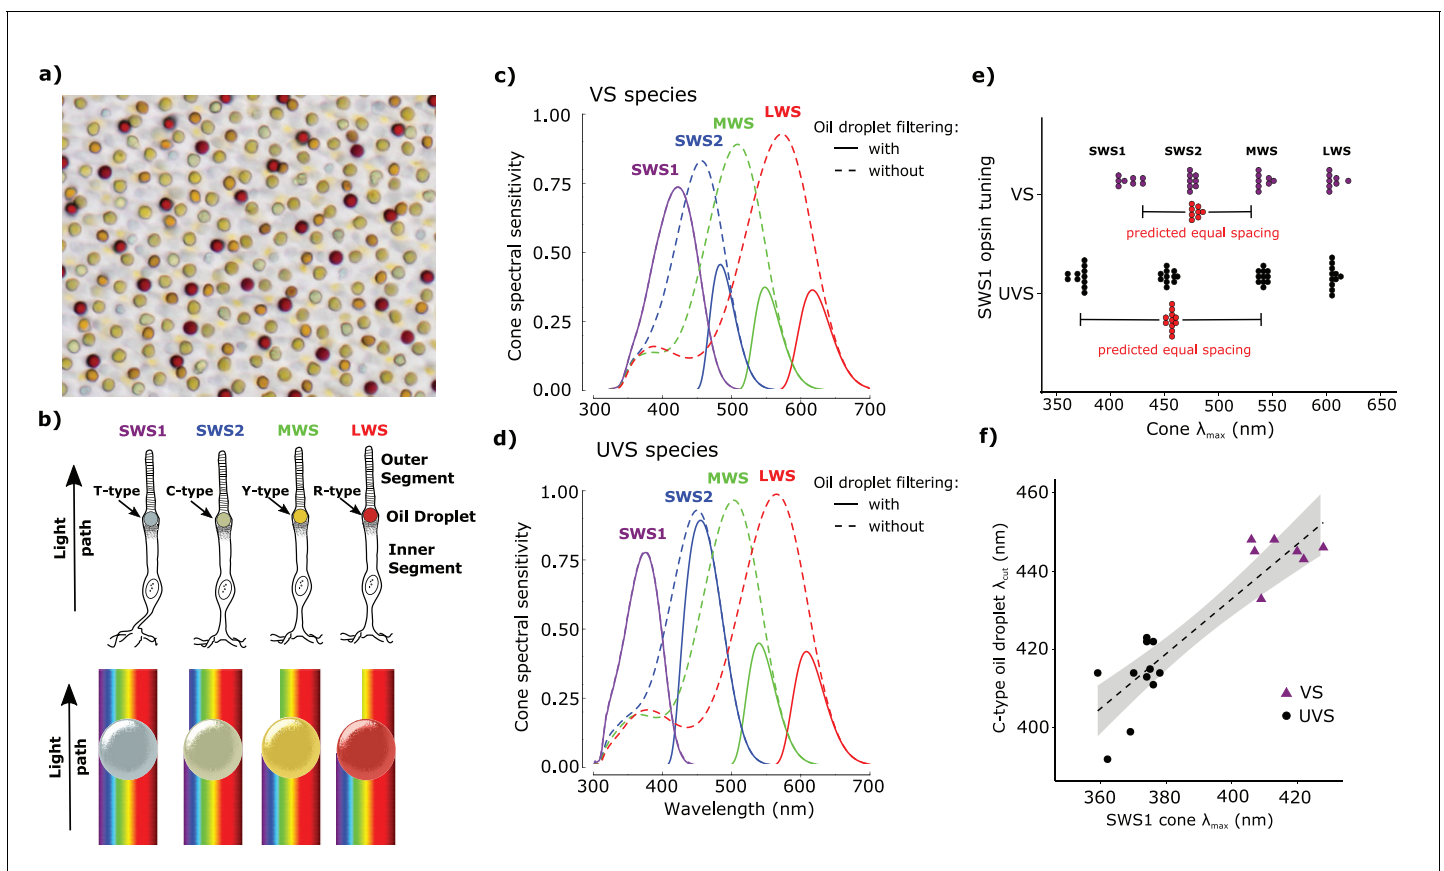 a)
b)
SWS1 SWS2 MWS LWS
Outer
Segment
T-type C-type Y-type R-type
Oil Droplet
Inner
Segment
Light
path
Light
path
c)
VS species
1.00
0.75
0.50
0.25
0.00
Cone spectral sensitivity
SWS1
SWS2
MWS
LWS
Oil droplet filtering:
with
without
300 400 500 600 700
d)
UVS species
1.00
0.75
0.50
0.25
0.00
Cone spectral sensitivity
SWS1
SWS2
MWS
LWS
Oil droplet filtering:
with
without
300 400 500 600 700
Wavelength (nm)
e)
SWS1 opsin tuning
SWS1 SWS2 MWS LWS
VS
predicted equal spacing
UVS
predicted equal spacing
350 400 450 500 550 600 650
Cone λmax (nm)
f)
C-type oil droplet λcut (nm)
460
440
420
400
VS
UVS
360 380 400 420
SWS1 cone λmax (nm)